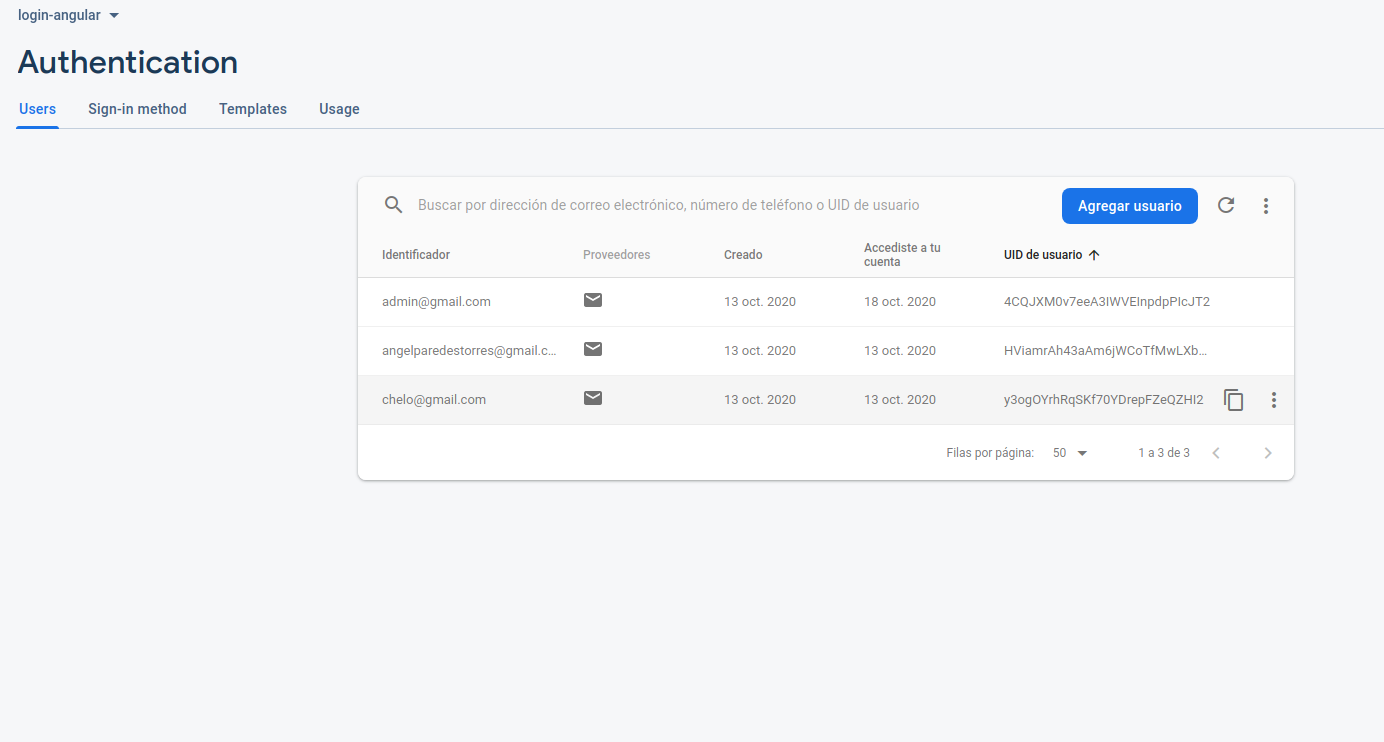 login-angular
Authentication
Users Sign-in method Templates Usage
Buscar por dirección de correo electrónico, número de teléfono o UID de usuario
Agregar usuario
Identificador Proveedores Creado Accediste a tu cuenta UID de usuario
admin@gmail.com 13 oct. 2020 18 oct. 2020 4CQJXM0v7eeA3IWVEInpdpPIcJT2
angelparedestorres@gmail.c... 13 oct. 2020 13 oct. 2020 HViamrAh43aAm6jWCoTfMwLXb...
chelo@gmail.com 13 oct. 2020 13 oct. 2020 y3ogOYrhRqSKf70YDrepFZeQZHI2
Filas por página: 50 1 a 3 de 3